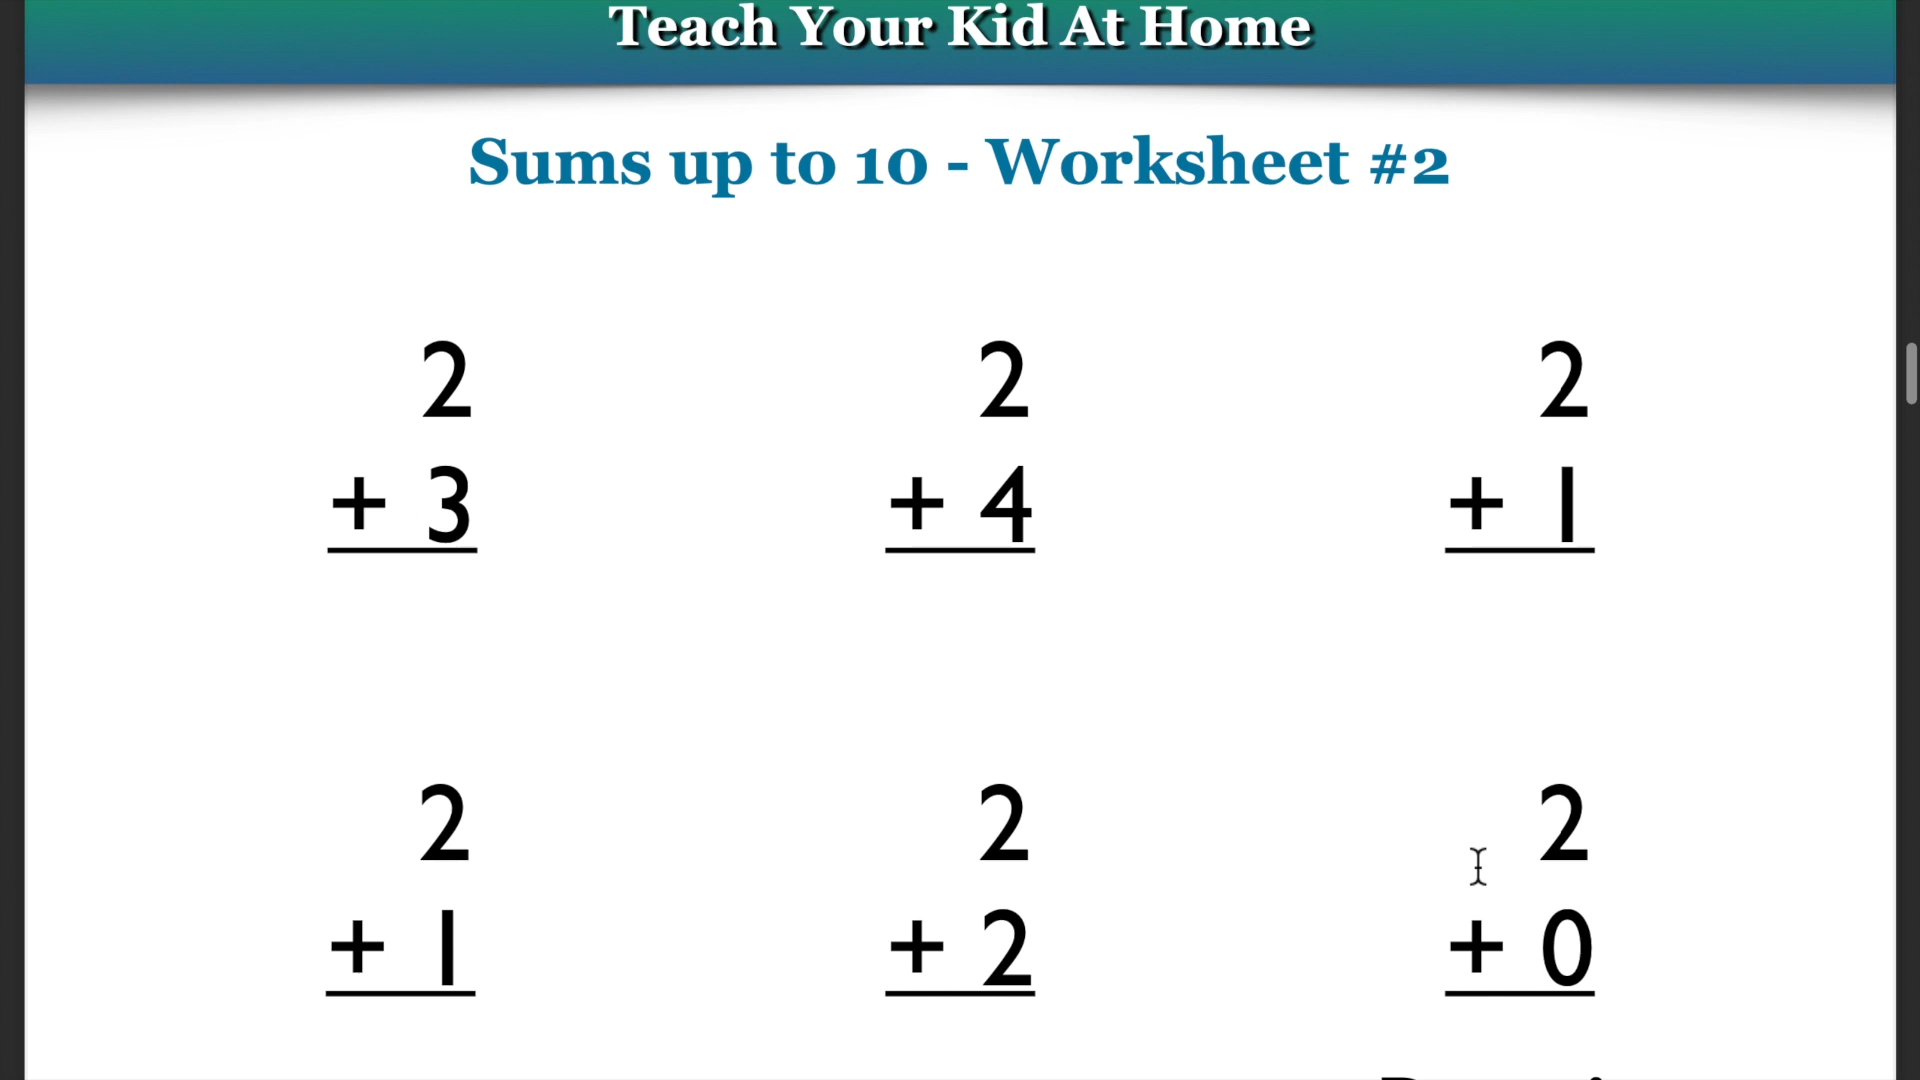 Teach Your Kid At Home
Sums up to 10 - Worksheet #2
2 2 2
+ 3 + 4 + 1
2 2 2
+ 1 + 2 + 0